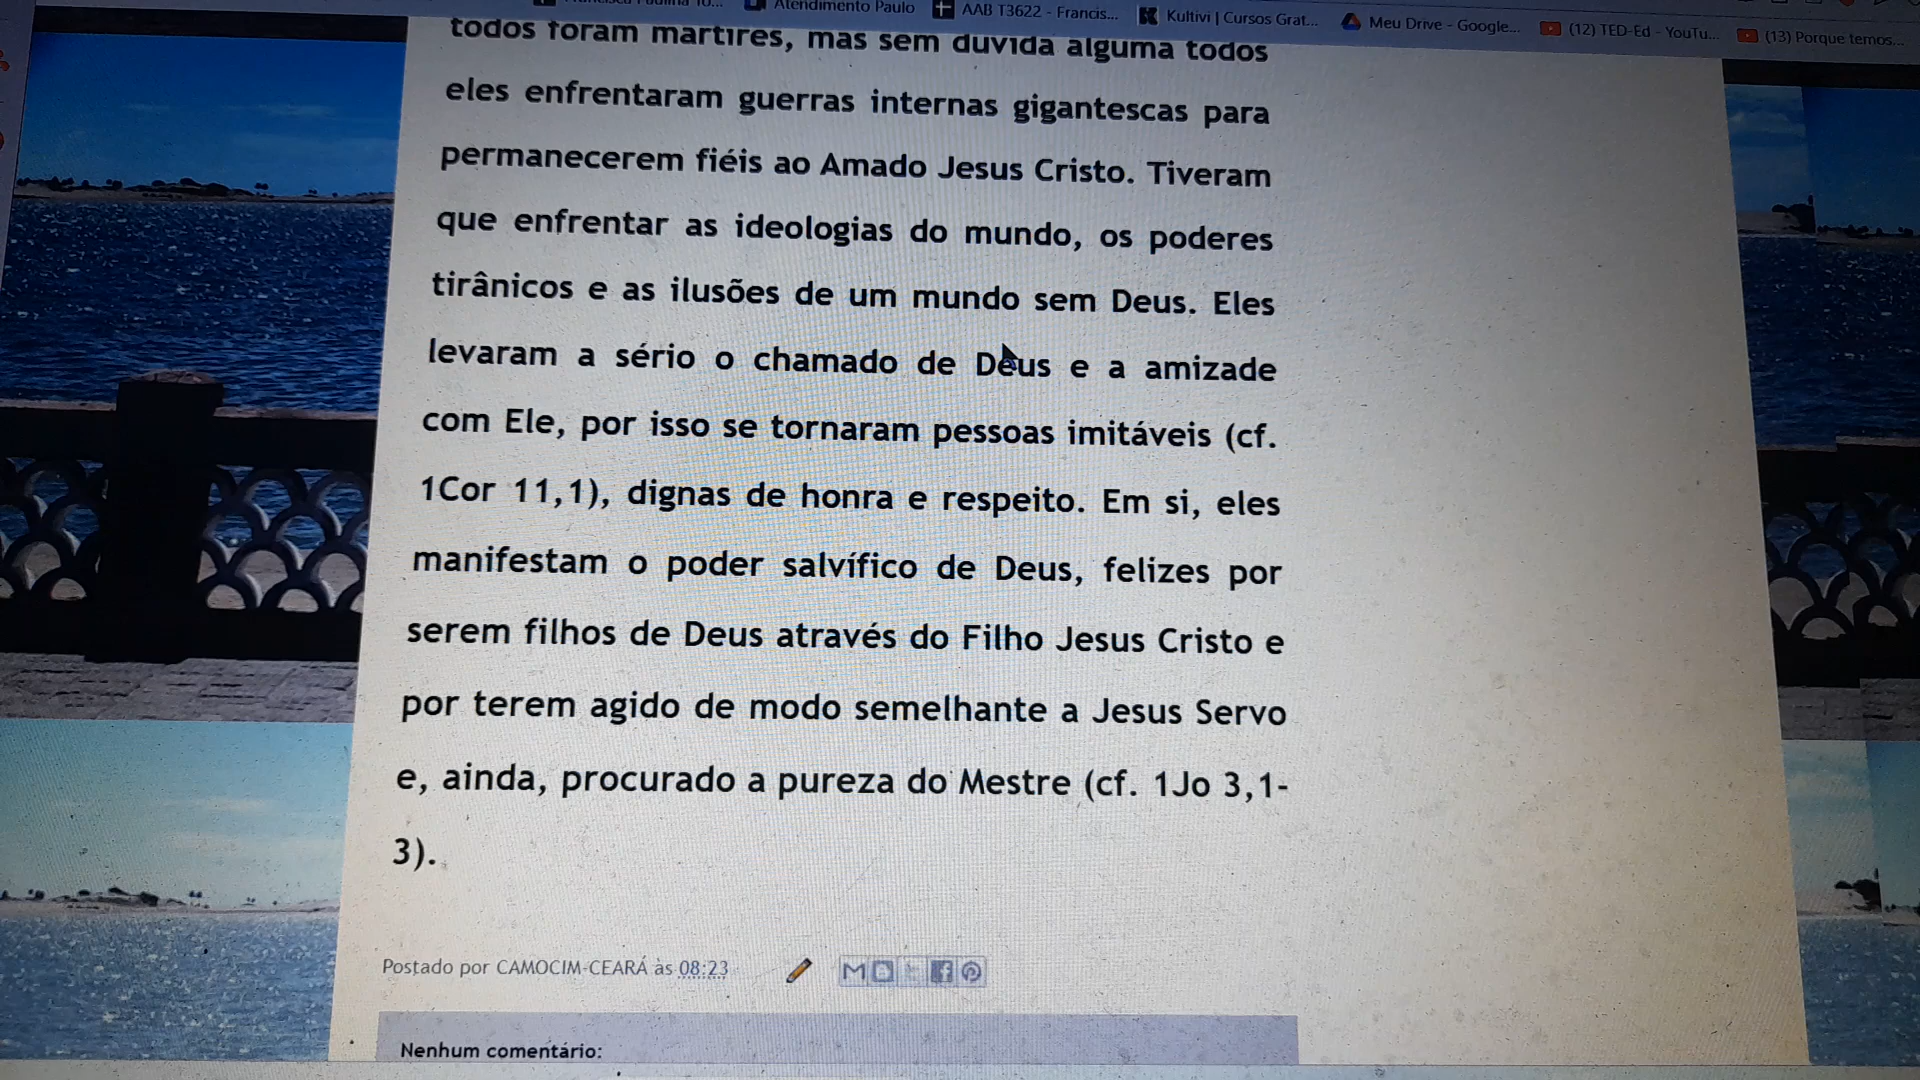 Atendimento Paulo
AAB T3622 - Francis...
Kultivi | Cursos Grat...
Meu Drive - Google...
(12) TED-Ed - YouTu...
(13) Porque temos...
todos foram mártires, mas sem dúvida alguma todos
eles enfrentaram guerras internas gigantescas para
permanecerem fiéis ao Amado Jesus Cristo. Tiveram
que enfrentar as ideologias do mundo, os poderes
tirânicos e as ilusões de um mundo sem Deus. Eles
levaram a sério o chamado de Deus e a amizade
com Ele, por isso se tornaram pessoas imitáveis (cf.
1Cor 11,1), dignas de honra e respeito. Em si, eles
manifestam o poder salvífico de Deus, felizes por
serem filhos de Deus através do Filho Jesus Cristo e
por terem agido de modo semelhante a Jesus Servo
e, ainda, procurado a pureza do Mestre (cf. 1Jo 3,1-
3).
Postado por CAMOCIM-CEARÁ às 08:23
Nenhum comentário: